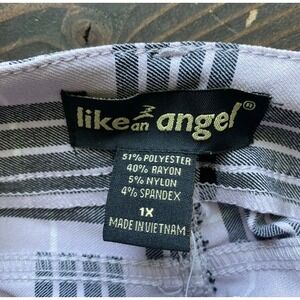 like an angel®
51% POLYESTER
40% RAYON
5% NYLON
4% SPANDEX
1X
MADE IN VIETNAM